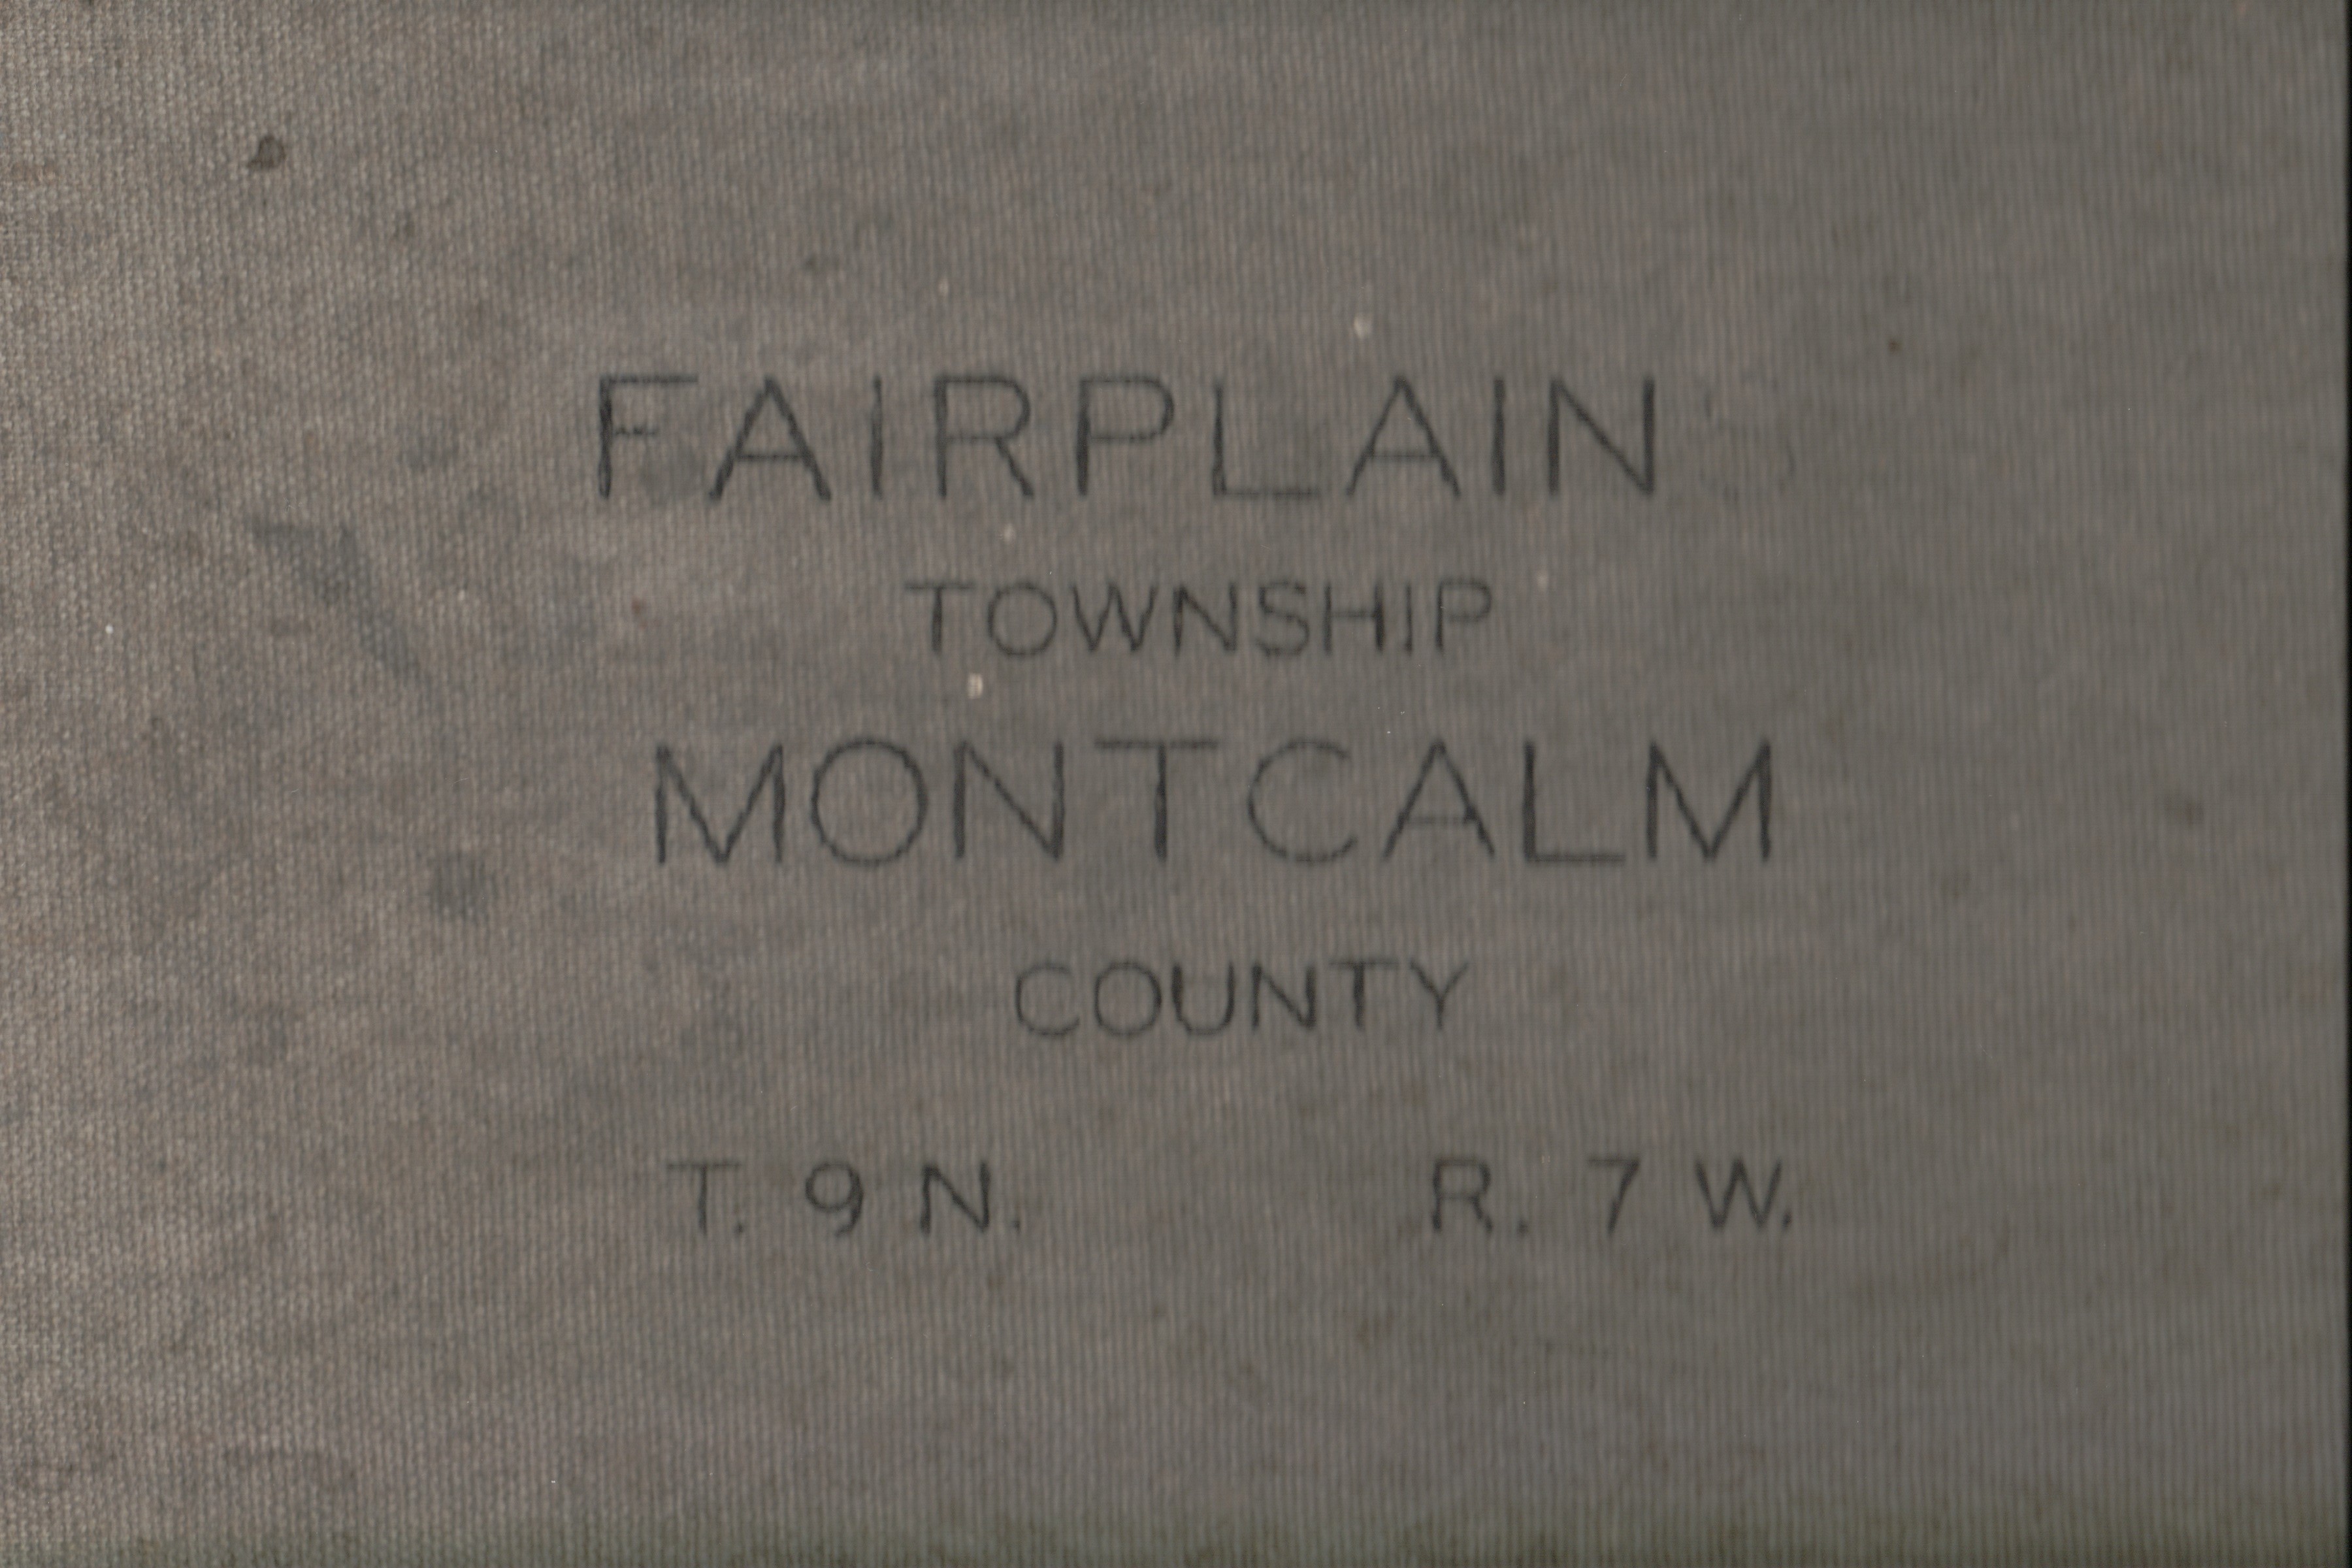 FAIRPLAIN
TOWNSHIP
MONTCALM
COUNTY
T. 9 N. R. 7 W.